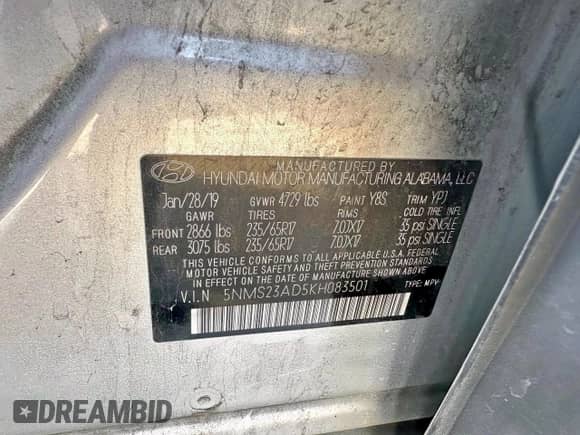 MANUFACTURED BY
HYUNDAI MOTOR MANUFACTURING ALABAMA, LLC
Jan/28/19 GVWR 4729 lbs PAINT Y8S TRIM YPJ
GAWR TIRES RIMS COLD TIRE INFL
FRONT 2866 lbs 235/65R17 7.0JX17 35 psi SINGLE
REAR 3075 lbs 235/65R17 7.0JX17 35 psi SINGLE
THIS VEHICLE CONFORMS TO ALL APPLICABLE U.S.A. FEDERAL
MOTOR VEHICLE SAFETY AND THEFT PREVENTION STANDARDS
IN EFFECT ON THE DATE OF MANUFACTURE SHOWN ABOVE.
V.I.N 5NMS23AD5KH083501 TYPE: MPV
DREAMBID